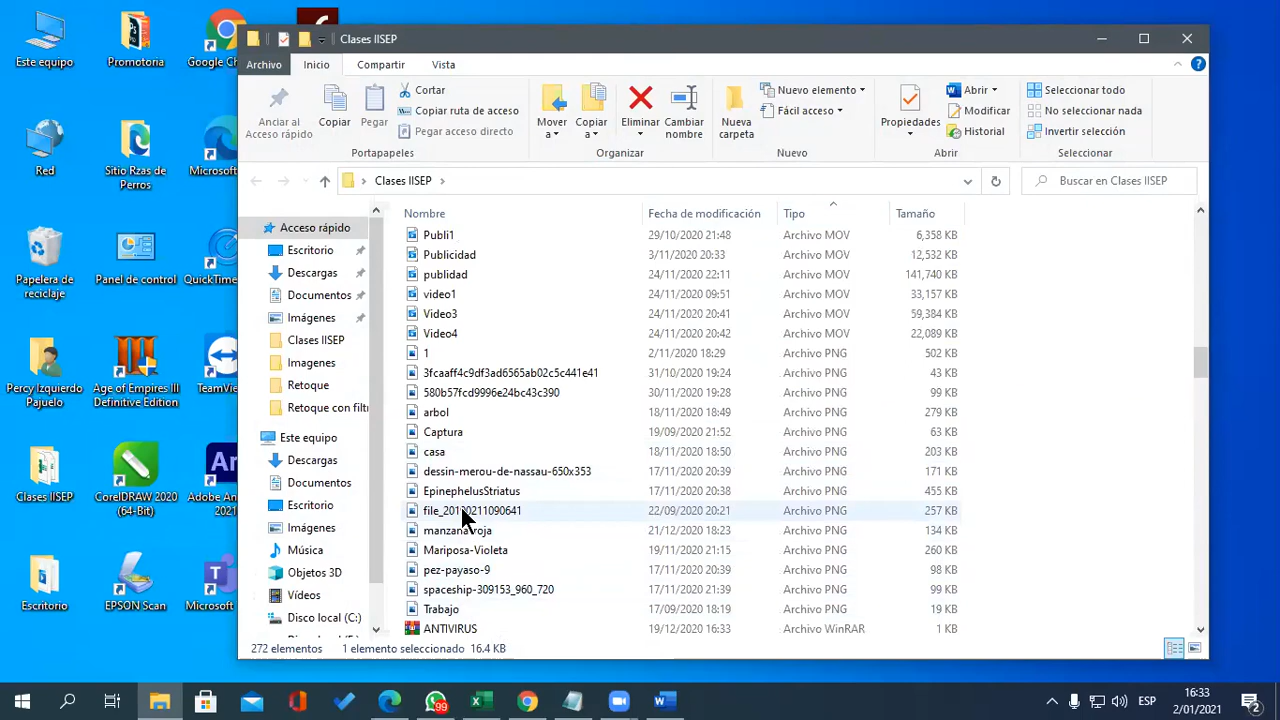 Clases IISEP
Archivo Inicio Compartir Vista
Anclar al Acceso rápido
Copiar
Pegar
Cortar
Copiar ruta de acceso
Pegar acceso directo
Portapapeles
Mover a
Copiar a
Eliminar
Cambiar nombre
Organizar
Nueva carpeta
Nuevo elemento
Fácil acceso
Nuevo
Propiedades
Abrir
Modificar
Historial
Abrir
Seleccionar todo
No seleccionar nada
Invertir selección
Seleccionar
Clases IISEP
Buscar en Clases IISEP
Acceso rápido
Escritorio
Descargas
Documentos
Imágenes
Clases IISEP
Imagenes
Retoque
Retoque con filt
Este equipo
Descargas
Documentos
Escritorio
Imágenes
Música
Objetos 3D
Vídeos
Disco local (C:)
Nombre Fecha de modificación Tipo Tamaño
Publi1 29/10/2020 21:48 Archivo MOV 6,358 KB
Publicidad 3/11/2020 20:33 Archivo MOV 12,532 KB
publidad 24/11/2020 22:11 Archivo MOV 141,740 KB
video1 24/11/2020 09:51 Archivo MOV 33,157 KB
Video3 24/11/2020 20:41 Archivo MOV 59,384 KB
Video4 24/11/2020 20:42 Archivo MOV 22,089 KB
1 2/11/2020 18:29 Archivo PNG 502 KB
3fcaaff4c9df3ad6565ab02c5c441e41 31/10/2020 19:24 Archivo PNG 43 KB
580b57fcd9996e24bc43c390 30/11/2020 19:28 Archivo PNG 99 KB
arbol 18/11/2020 18:49 Archivo PNG 279 KB
Captura 19/09/2020 21:52 Archivo PNG 63 KB
casa 18/11/2020 18:50 Archivo PNG 203 KB
dessin-merou-de-nassau-650x353 17/11/2020 20:39 Archivo PNG 171 KB
EpinephelusStriatus 17/11/2020 20:38 Archivo PNG 455 KB
22/09/2020 20:21 Archivo PNG 257 KB
21/12/2020 18:23 Archivo PNG 134 KB
Mariposa-Violeta 19/11/2020 21:15 Archivo PNG 260 KB
pez-payaso-9 17/11/2020 20:39 Archivo PNG 98 KB
spaceship-309153_960_720 17/11/2020 21:39 Archivo PNG 99 KB
Trabajo 17/09/2020 18:19 Archivo PNG 19 KB
ANTIVIRUS 19/12/2020 16:33 Archivo WinRAR 1 KB
272 elementos 1 elemento seleccionado 16.4 KB
Este equipo
Promotoria
Google Ch
Red
Sitio Rzas de Perros
Microsoft
Papelera de reciclaje
Panel de control
QuickTime
Percy Izquierdo Pajuelo
Age of Empires III Definitive Edition
TeamVie
Clases IISEP
CorelDRAW 2020 (64-Bit)
An
Adobe An 2021
Escritorio
EPSON Scan
Microsoft
99
ESP
16:33
2/01/2021
2